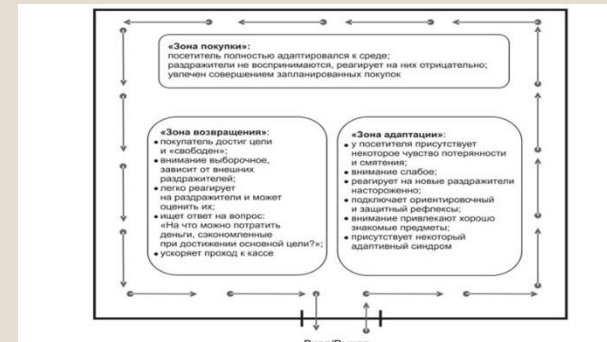 «Зона покупки»:
посетитель полностью адаптировался к среде;
раздражители не воспринимаются, реагирует на них отрицательно;
увлечен совершением запланированных покупок
«Зона возвращения»:
• покупатель достиг цели
и «свободен»;
• внимание выборочное,
зависит от внешних
раздражителей;
• легко реагирует
на раздражители и может
оценить их;
• ищет ответ на вопрос:
«На что можно потратить
деньги, сэкономленные
при достижении основной цели?»;
• ускоряет проход к кассе
«Зона адаптации»:
• у посетителя присутствует
некоторое чувство потерянности
и смятения;
• внимание слабое;
• реагирует на новые раздражители
настороженно;
• подключает ориентировочный
и защитный рефлексы;
• внимание привлекают хорошо
знакомые предметы;
• присутствует некоторый
адаптивный синдром